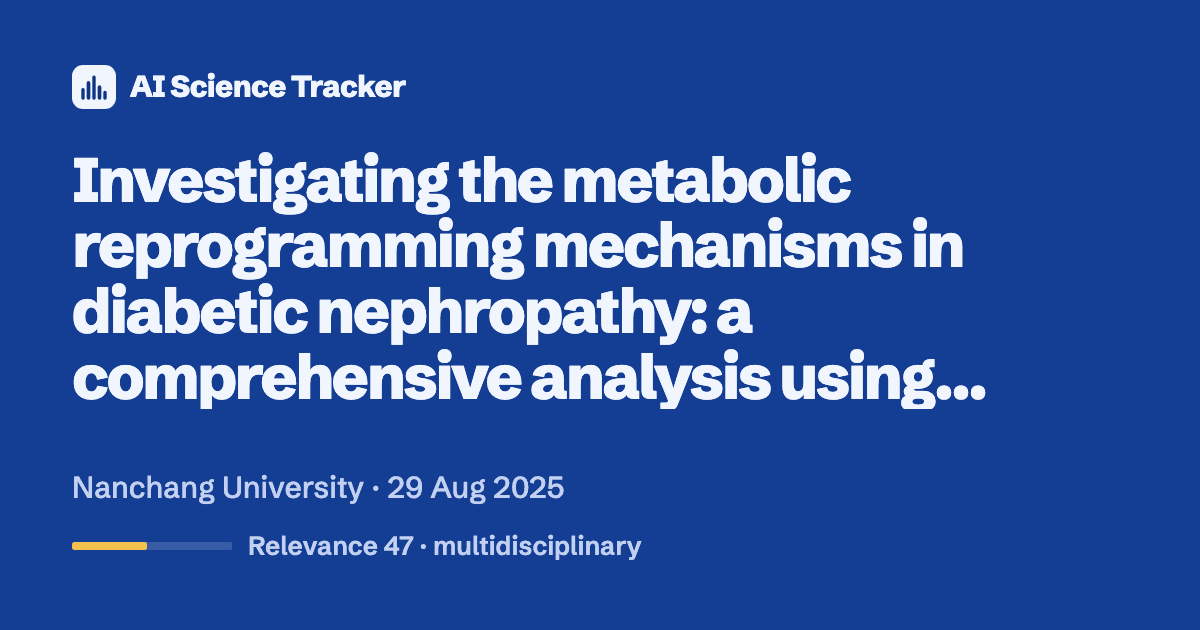 AI Science Tracker
Investigating the metabolic
reprogramming mechanisms in
diabetic nephropathy: a
comprehensive analysis using...
Nanchang University · 29 Aug 2025
Relevance 47 · multidisciplinary